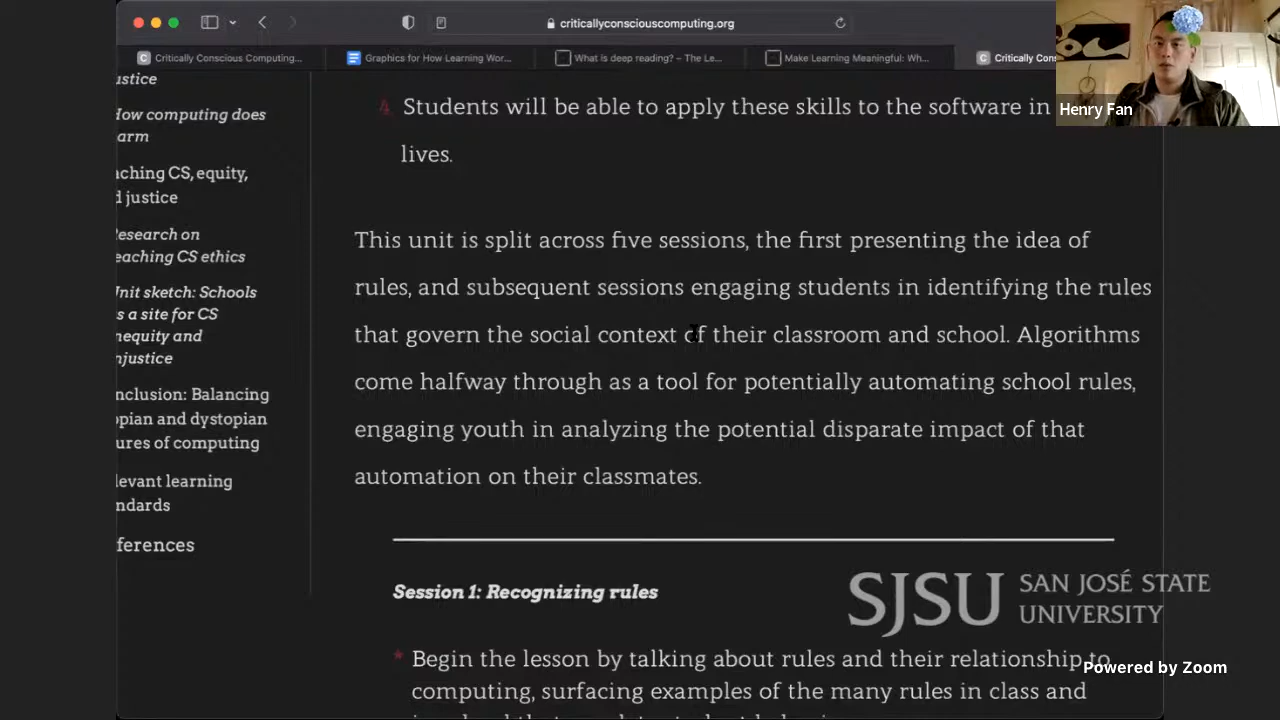 criticallyconsciouscomputing.org
Critically Conscious Computing...
Graphics for How Learning Wor...
What is deep reading? – The Le...
Make Learning Meaningful: Wh...
Critically Con
Henry Fan
ustice
How computing does
arm
aching CS, equity,
d justice
Research on
eaching CS ethics
Unit sketch: Schools
s a site for CS
nequity and
njustice
nclusion: Balancing
opian and dystopian
ures of computing
levant learning
ndards
ferences
4 Students will be able to apply these skills to the software in
lives.
This unit is split across five sessions, the first presenting the idea of
rules, and subsequent sessions engaging students in identifying the rules
that govern the social context of their classroom and school. Algorithms
come halfway through as a tool for potentially automating school rules,
engaging youth in analyzing the potential disparate impact of that
automation on their classmates.
Session 1: Recognizing rules
* Begin the lesson by talking about rules and their relationship to
computing, surfacing examples of the many rules in class and
SJSU SAN JOSÉ STATE
UNIVERSITY
Powered by Zoom